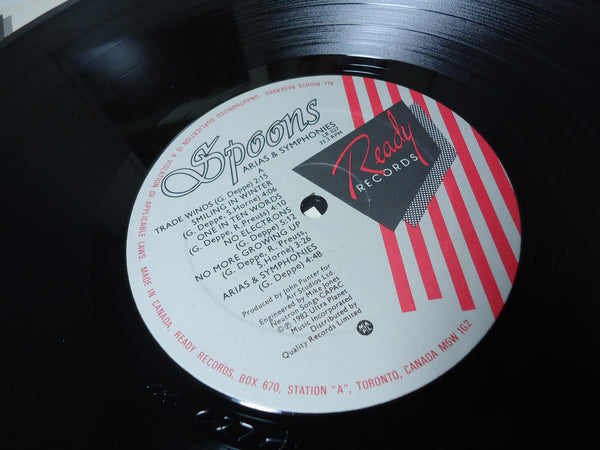 Spoons
ARIAS & SYMPHONIES
LR 027
33.3 RPM
A
TRADE WINDS (G. Deppe) 2:15
SMILING IN WINTER
(G. Deppe, S. Horne) 4:06
ONE IN TEN WORDS
(G. Deppe, R. Preuss) 4:10
NO ELECTRONS
(G. Deppe) 5:12
NO MORE GROWING UP
(G. Deppe, R. Preuss,
S. Horne) 3:26
ARIAS & SYMPHONIES
(G. Deppe) 4:48
Produced by John Punter for
Air Studios Ltd.
Engineered by Mike Jones
Neutron Songs CAPAC
©℗ 1982 Ultra Planet
Music Incorporated
Distributed by
Quality Records Limited
Ready
RECORDS
MAPL
ALL RIGHTS RESERVED. UNAUTHORIZED DUPLICATION IS A VIOLATION OF APPLICABLE LAWS. MADE IN CANADA, READY RECORDS, BOX 670, STATION "A", TORONTO, CANADA M5W 1G2